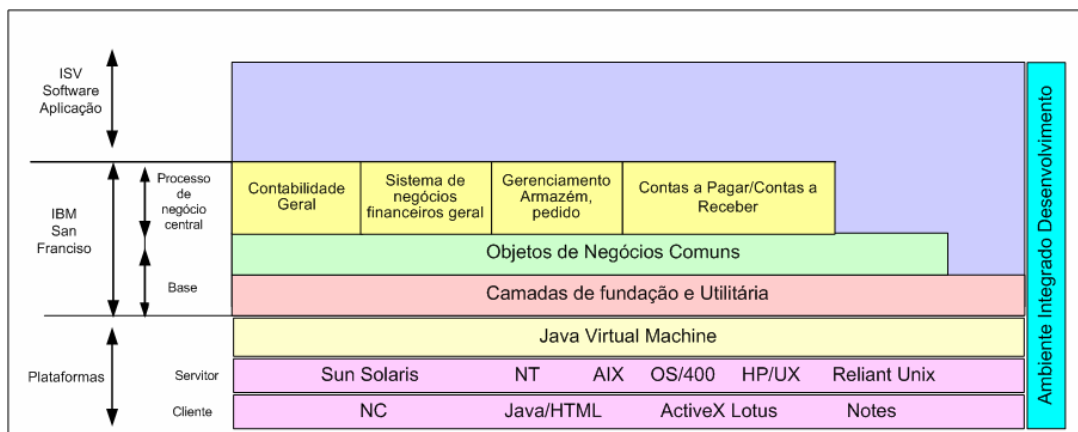 ISV
Software
Aplicação
IBM
San
Franciso
Processo
de
negócio
central
Base
Contabilidade
Geral
Sistema de
negócios
financeiros geral
Gerenciamento
Armazém,
pedido
Contas a Pagar/Contas a
Receber
Objetos de Negócios Comuns
Camadas de fundação e Utilitária
Java Virtual Machine
Plataformas
Servitor
Sun Solaris NT AIX OS/400 HP/UX Reliant Unix
Cliente
NC Java/HTML ActiveX Lotus Notes
Ambiente Integrado Desenvolvimento